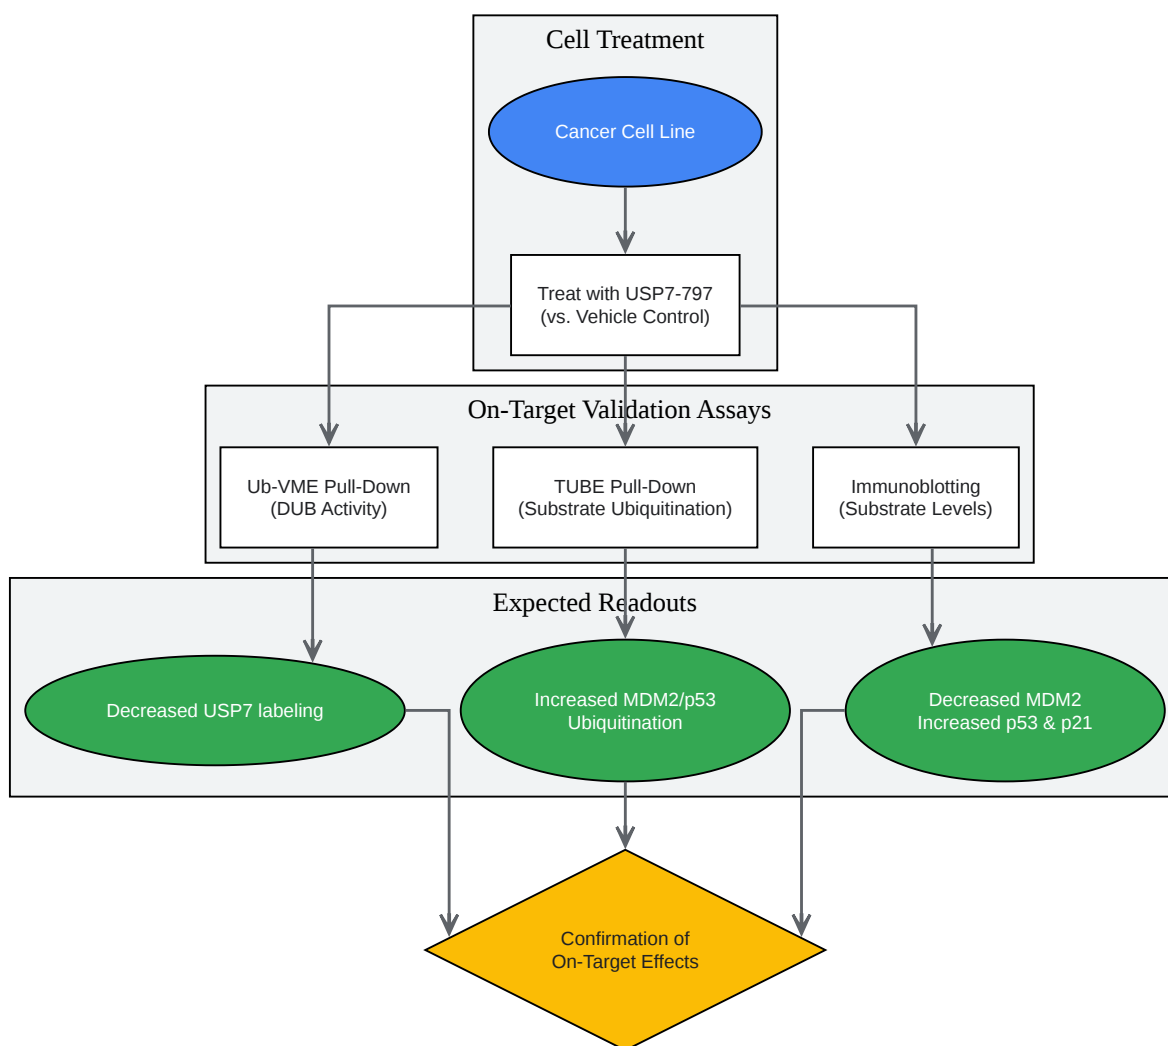 Cell Treatment
Cancer Cell Line
Treat with USP7-797
(vs. Vehicle Control)
On-Target Validation Assays
Ub-VME Pull-Down
(DUB Activity)
TUBE Pull-Down
(Substrate Ubiquitination)
Immunoblotting
(Substrate Levels)
Expected Readouts
Decreased USP7 labeling
Increased MDM2/p53
Ubiquitination
Decreased MDM2
Increased p53 & p21
Confirmation of
On-Target Effects